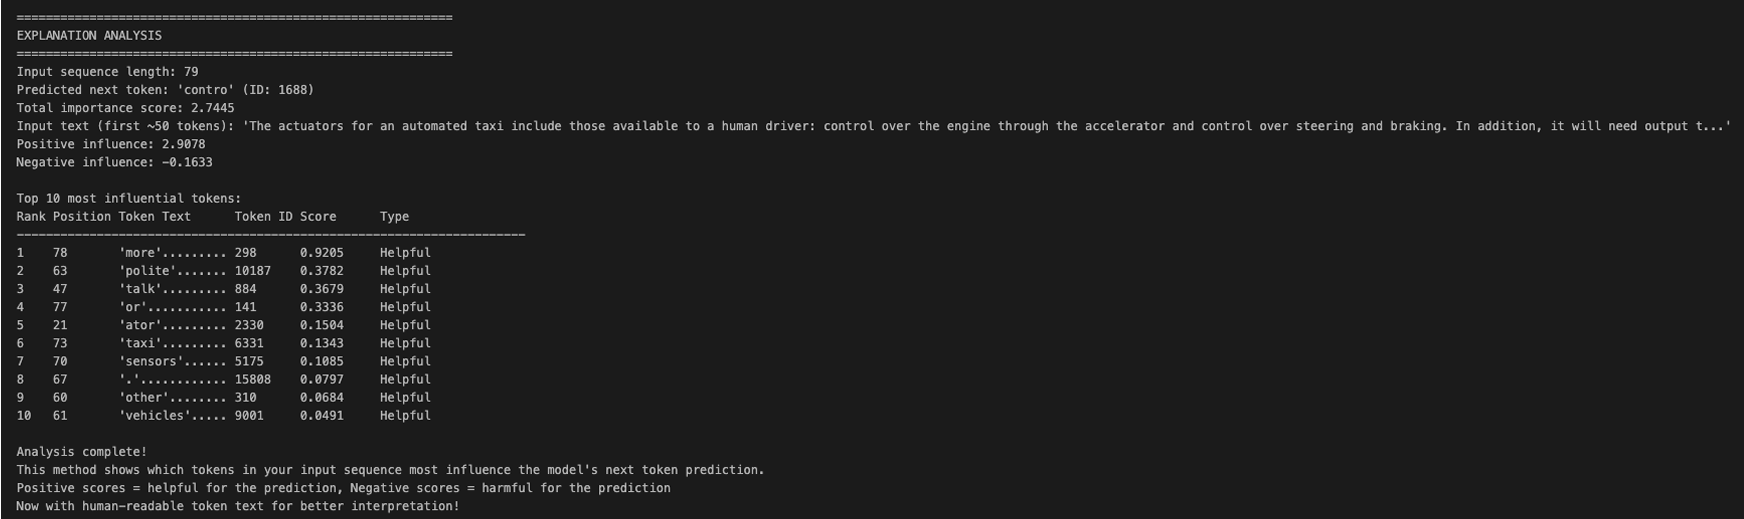 ============================================================
EXPLANATION ANALYSIS
============================================================
Input sequence length: 79
Predicted next token: 'contro' (ID: 1688)
Total importance score: 2.7445
Input text (first ~50 tokens): 'The actuators for an automated taxi include those available to a human driver: control over the engine through the accelerator and control over steering and braking. In addition, it will need output t...'
Positive influence: 2.9078
Negative influence: -0.1633

Top 10 most influential tokens:
Rank Position Token Text      Token ID Score      Type
----------------------------------------------------------------------
1    78       'more'......... 298      0.9205     Helpful
2    63       'polite'....... 10187    0.3782     Helpful
3    47       'talk'......... 884      0.3679     Helpful
4    77       'or'........... 141      0.3336     Helpful
5    21       'ator'......... 2330     0.1504     Helpful
6    73       'taxi'......... 6331     0.1343     Helpful
7    70       'sensors'...... 5175     0.1085     Helpful
8    67       '.'............ 15808    0.0797     Helpful
9    60       'other'........ 310      0.0684     Helpful
10   61       'vehicles'..... 9001     0.0491     Helpful

Analysis complete!
This method shows which tokens in your input sequence most influence the model's next token prediction.
Positive scores = helpful for the prediction, Negative scores = harmful for the prediction
Now with human-readable token text for better interpretation!